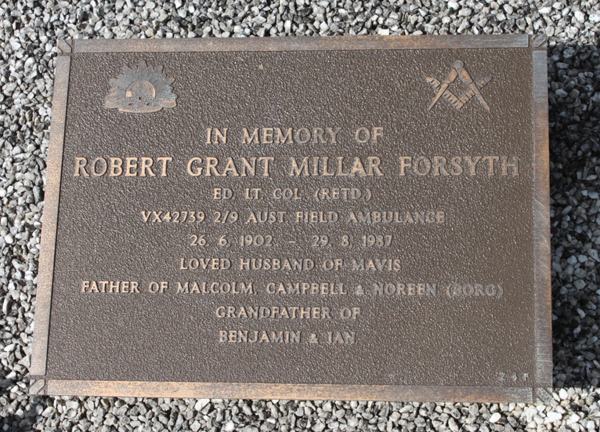 IN MEMORY OF
ROBERT GRANT MILLAR FORSYTH
ED. LT. COL. (RETD.)
VX42739 2/9 AUST FIELD AMBULANCE
26. 6. 1902 – 29. 8. 1987
LOVED HUSBAND OF MAVIS
FATHER OF MALCOLM, CAMPBELL & NOREEN (BORG)
GRANDFATHER OF
BENJAMIN & IAN